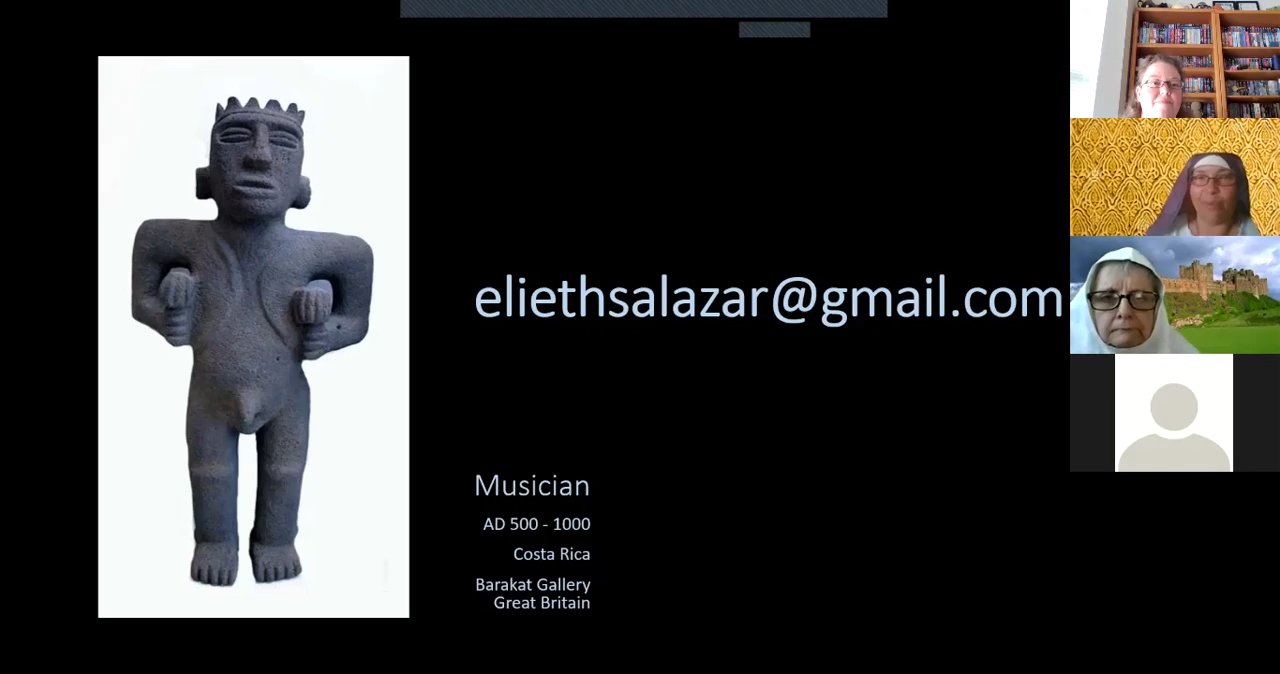 eliethsalazar@gmail.com
Musician
AD 500 - 1000
Costa Rica
Barakat Gallery
Great Britain